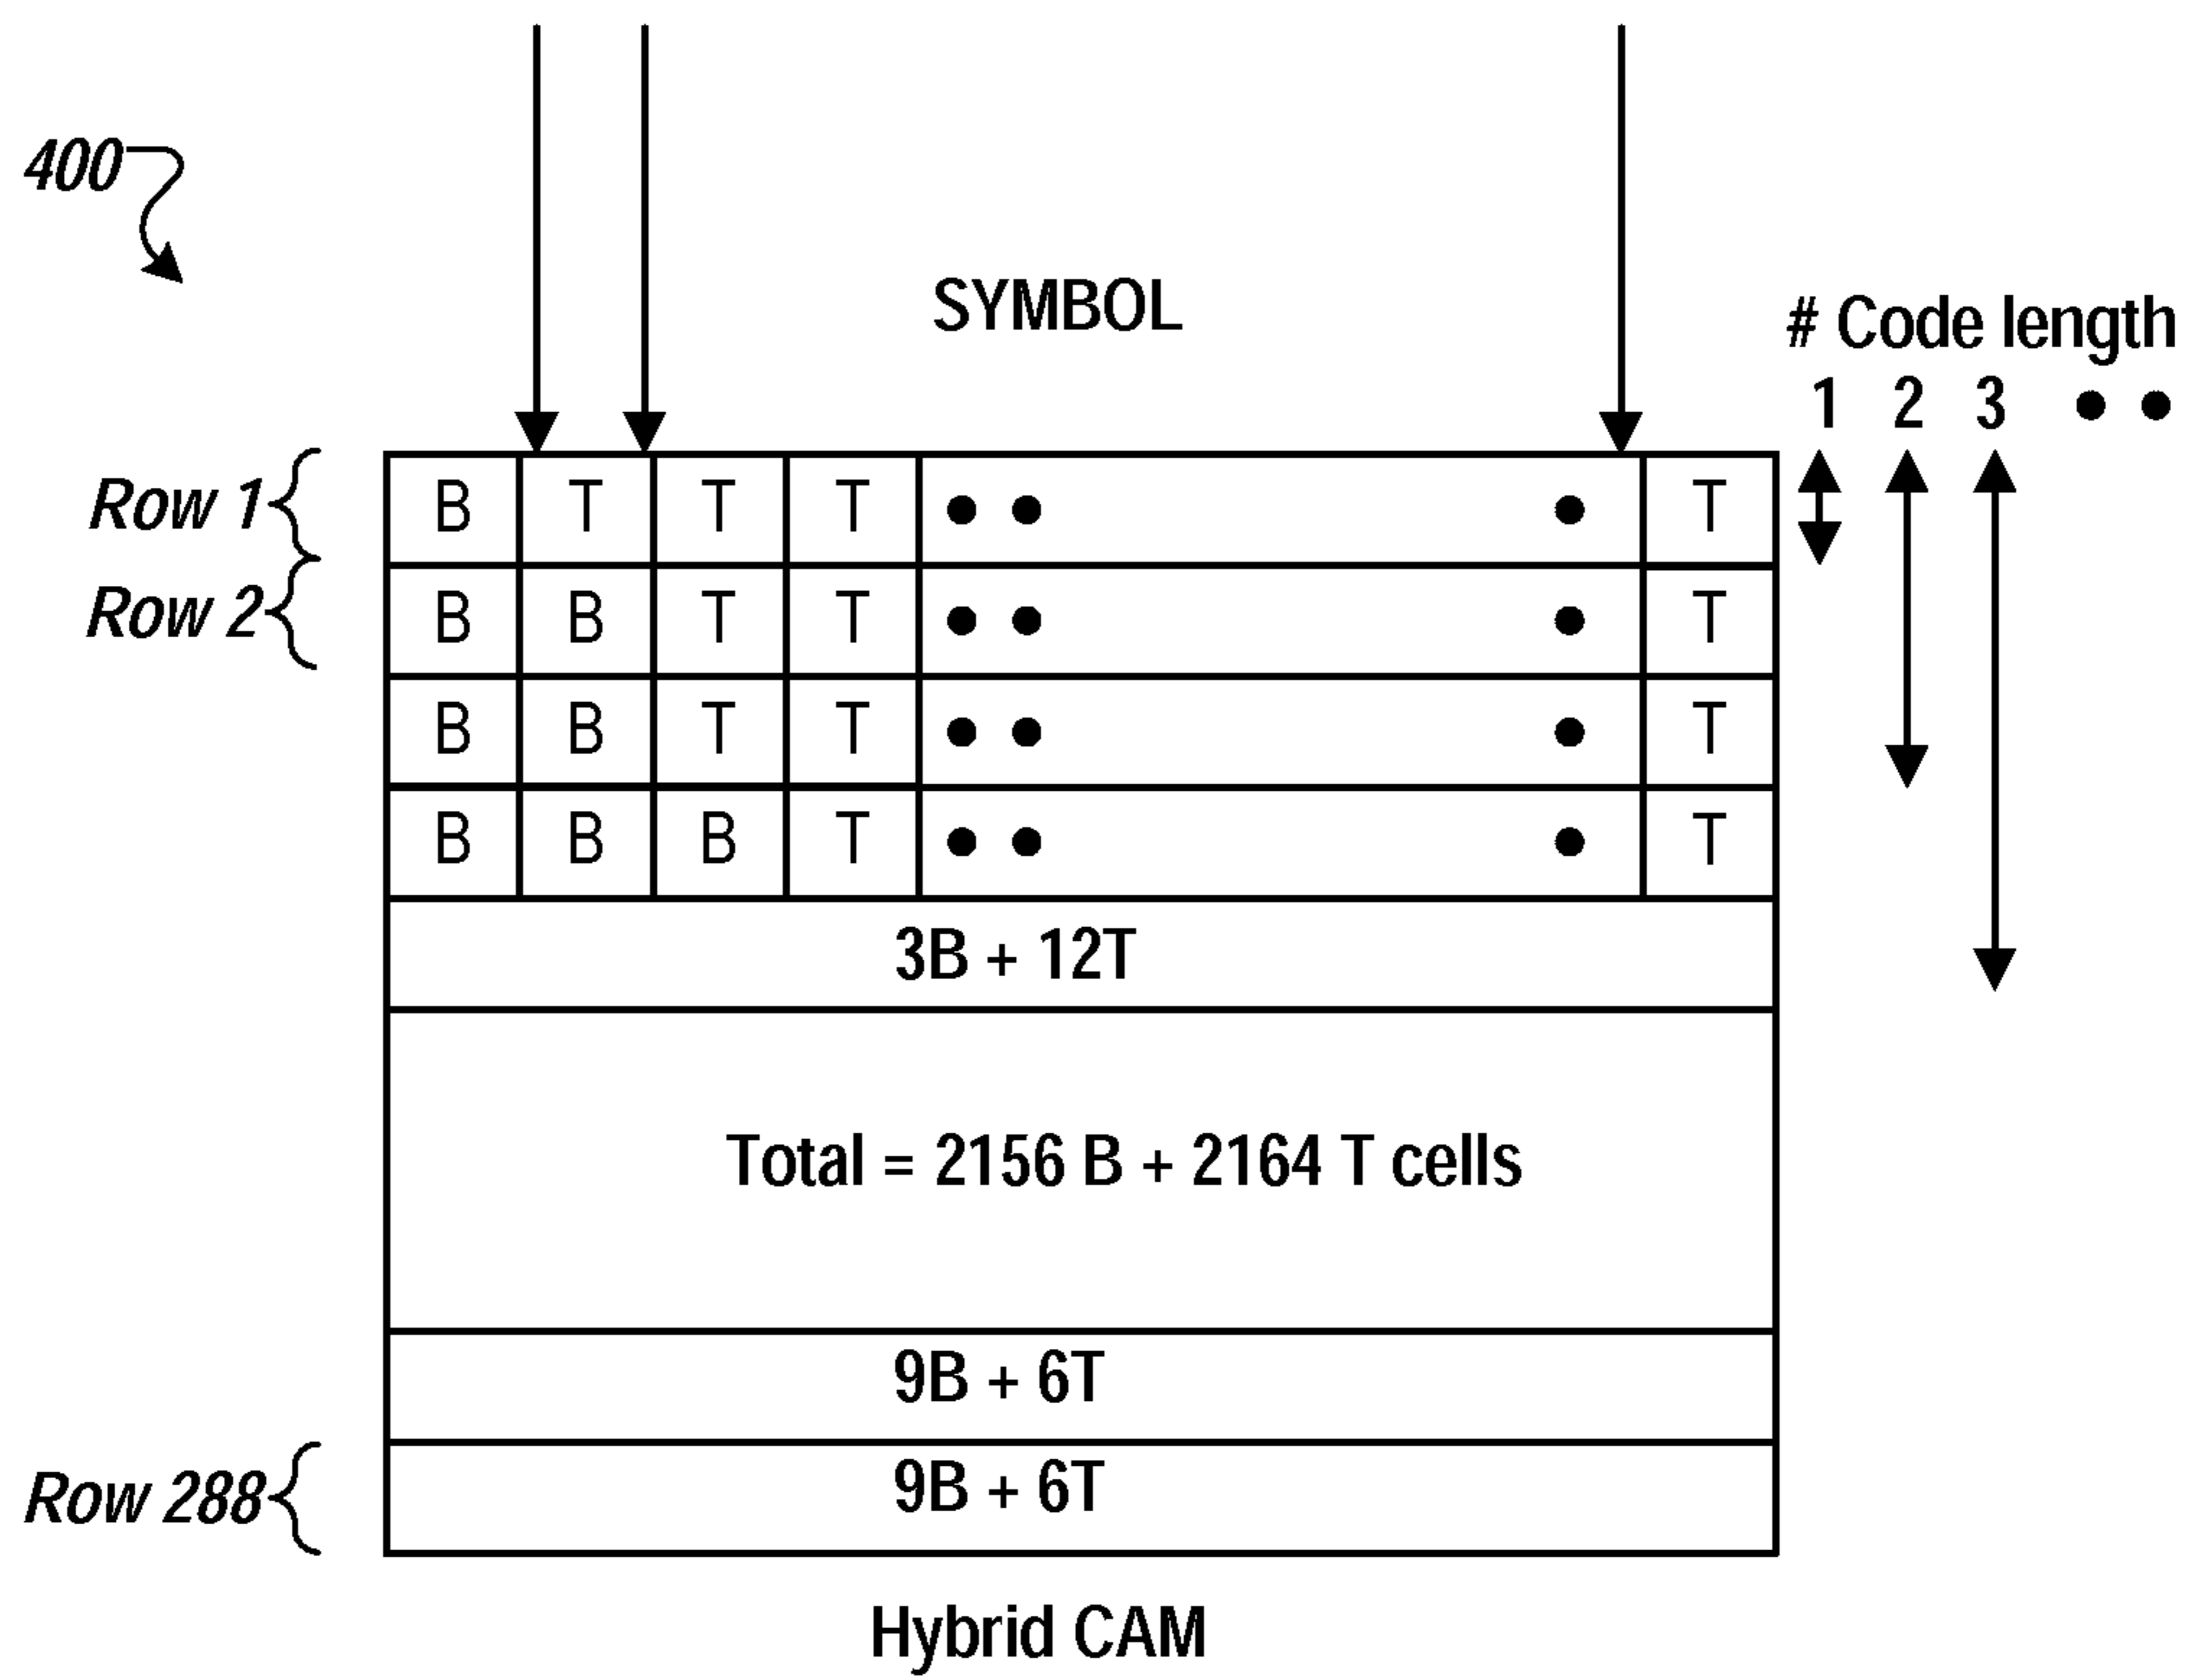 400
SYMBOL
# Code length
1 2 3 ● ●
Row 1 B T T T ● ● ● T
Row 2 B B T T ● ● ● T
B B T T ● ● ● T
B B B T ● ● ● T
3B + 12T
Total = 2156 B + 2164 T cells
9B + 6T
Row 288 9B + 6T
Hybrid CAM